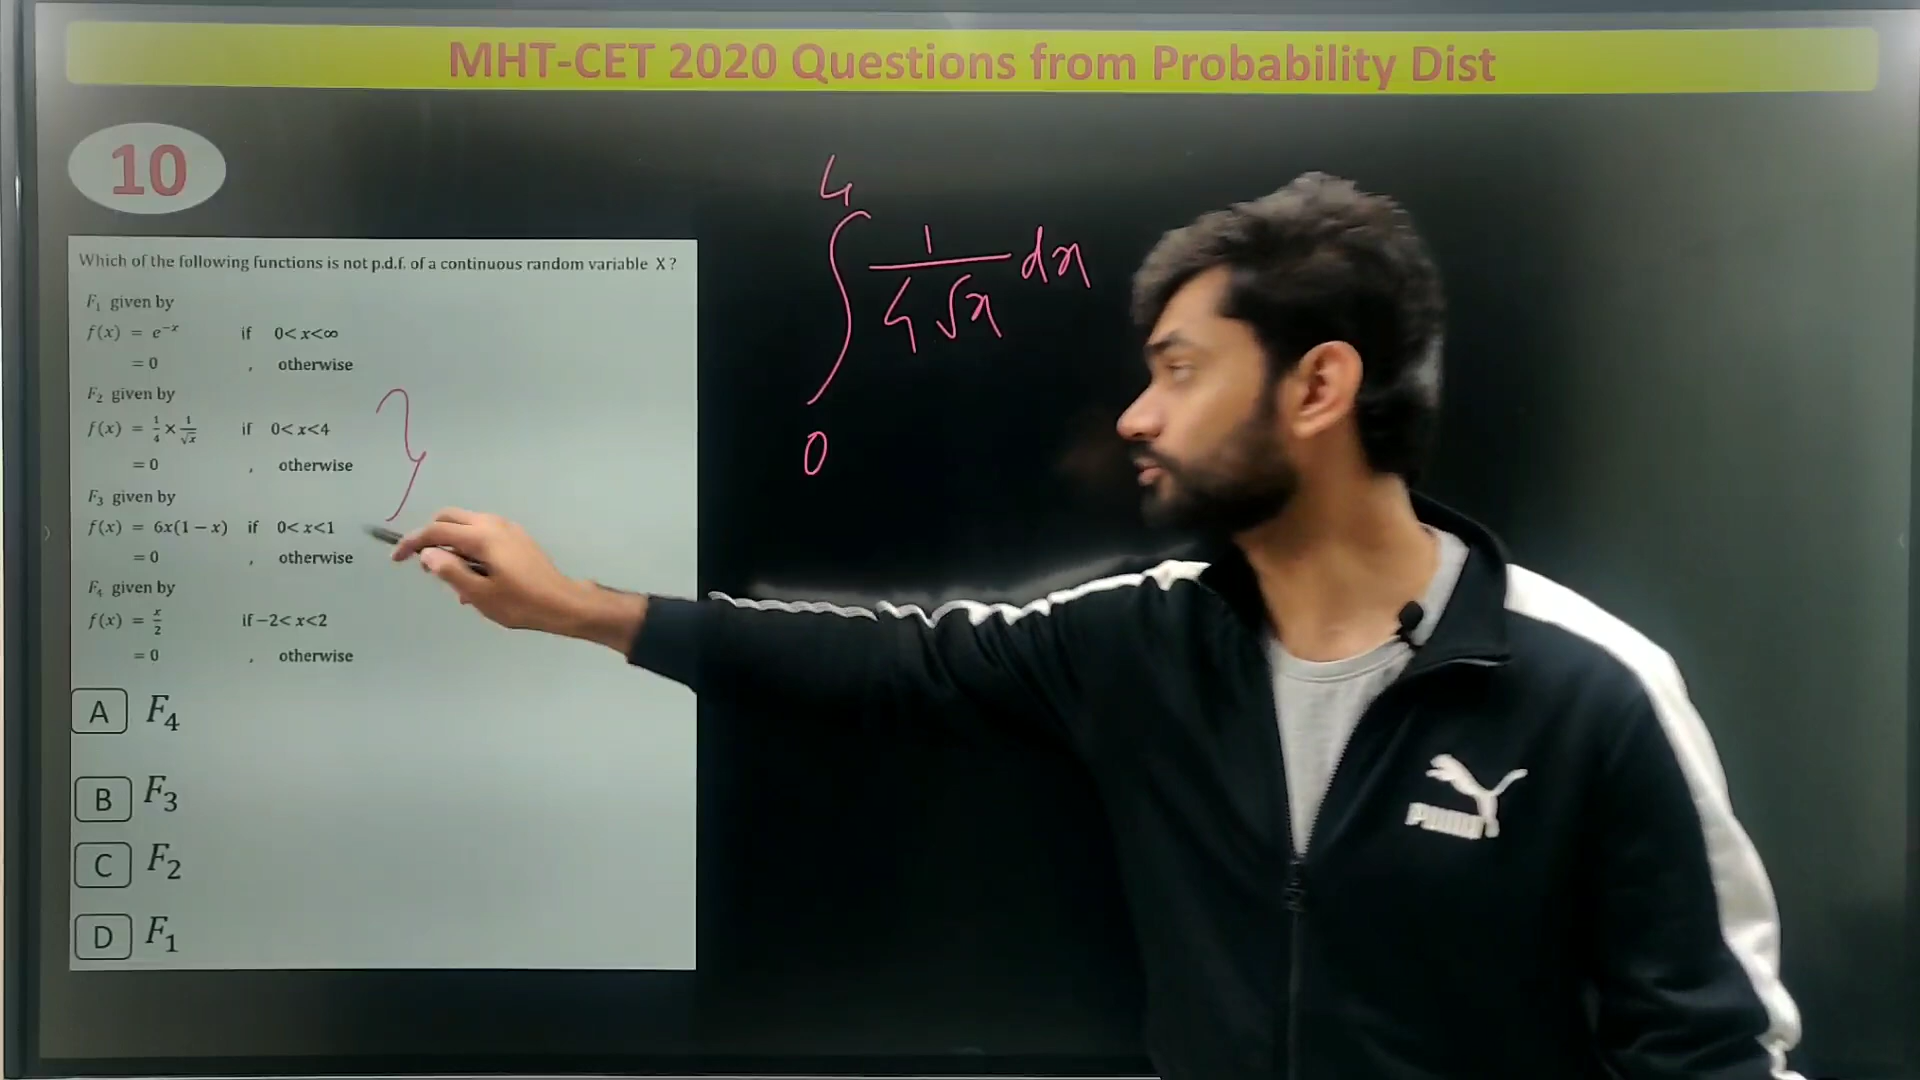 MHT-CET 2020 Questions from Probability Dist
10
Which of the following functions is not p.d.f. of a continuous random variable X ?
F₁ given by
f(x) = e⁻ˣ if 0< x<∞
= 0 , otherwise
F₂ given by
f(x) = 1/4 × 1/√x if 0< x<4
= 0 , otherwise
F₃ given by
f(x) = 6x(1 – x) if 0< x<1
= 0 , otherwise
F₄ given by
f(x) = x/2 if –2< x<2
= 0 , otherwise
A F₄
B F₃
C F₂
D F₁
4
∫ 1/4√x dx
0
PUMA